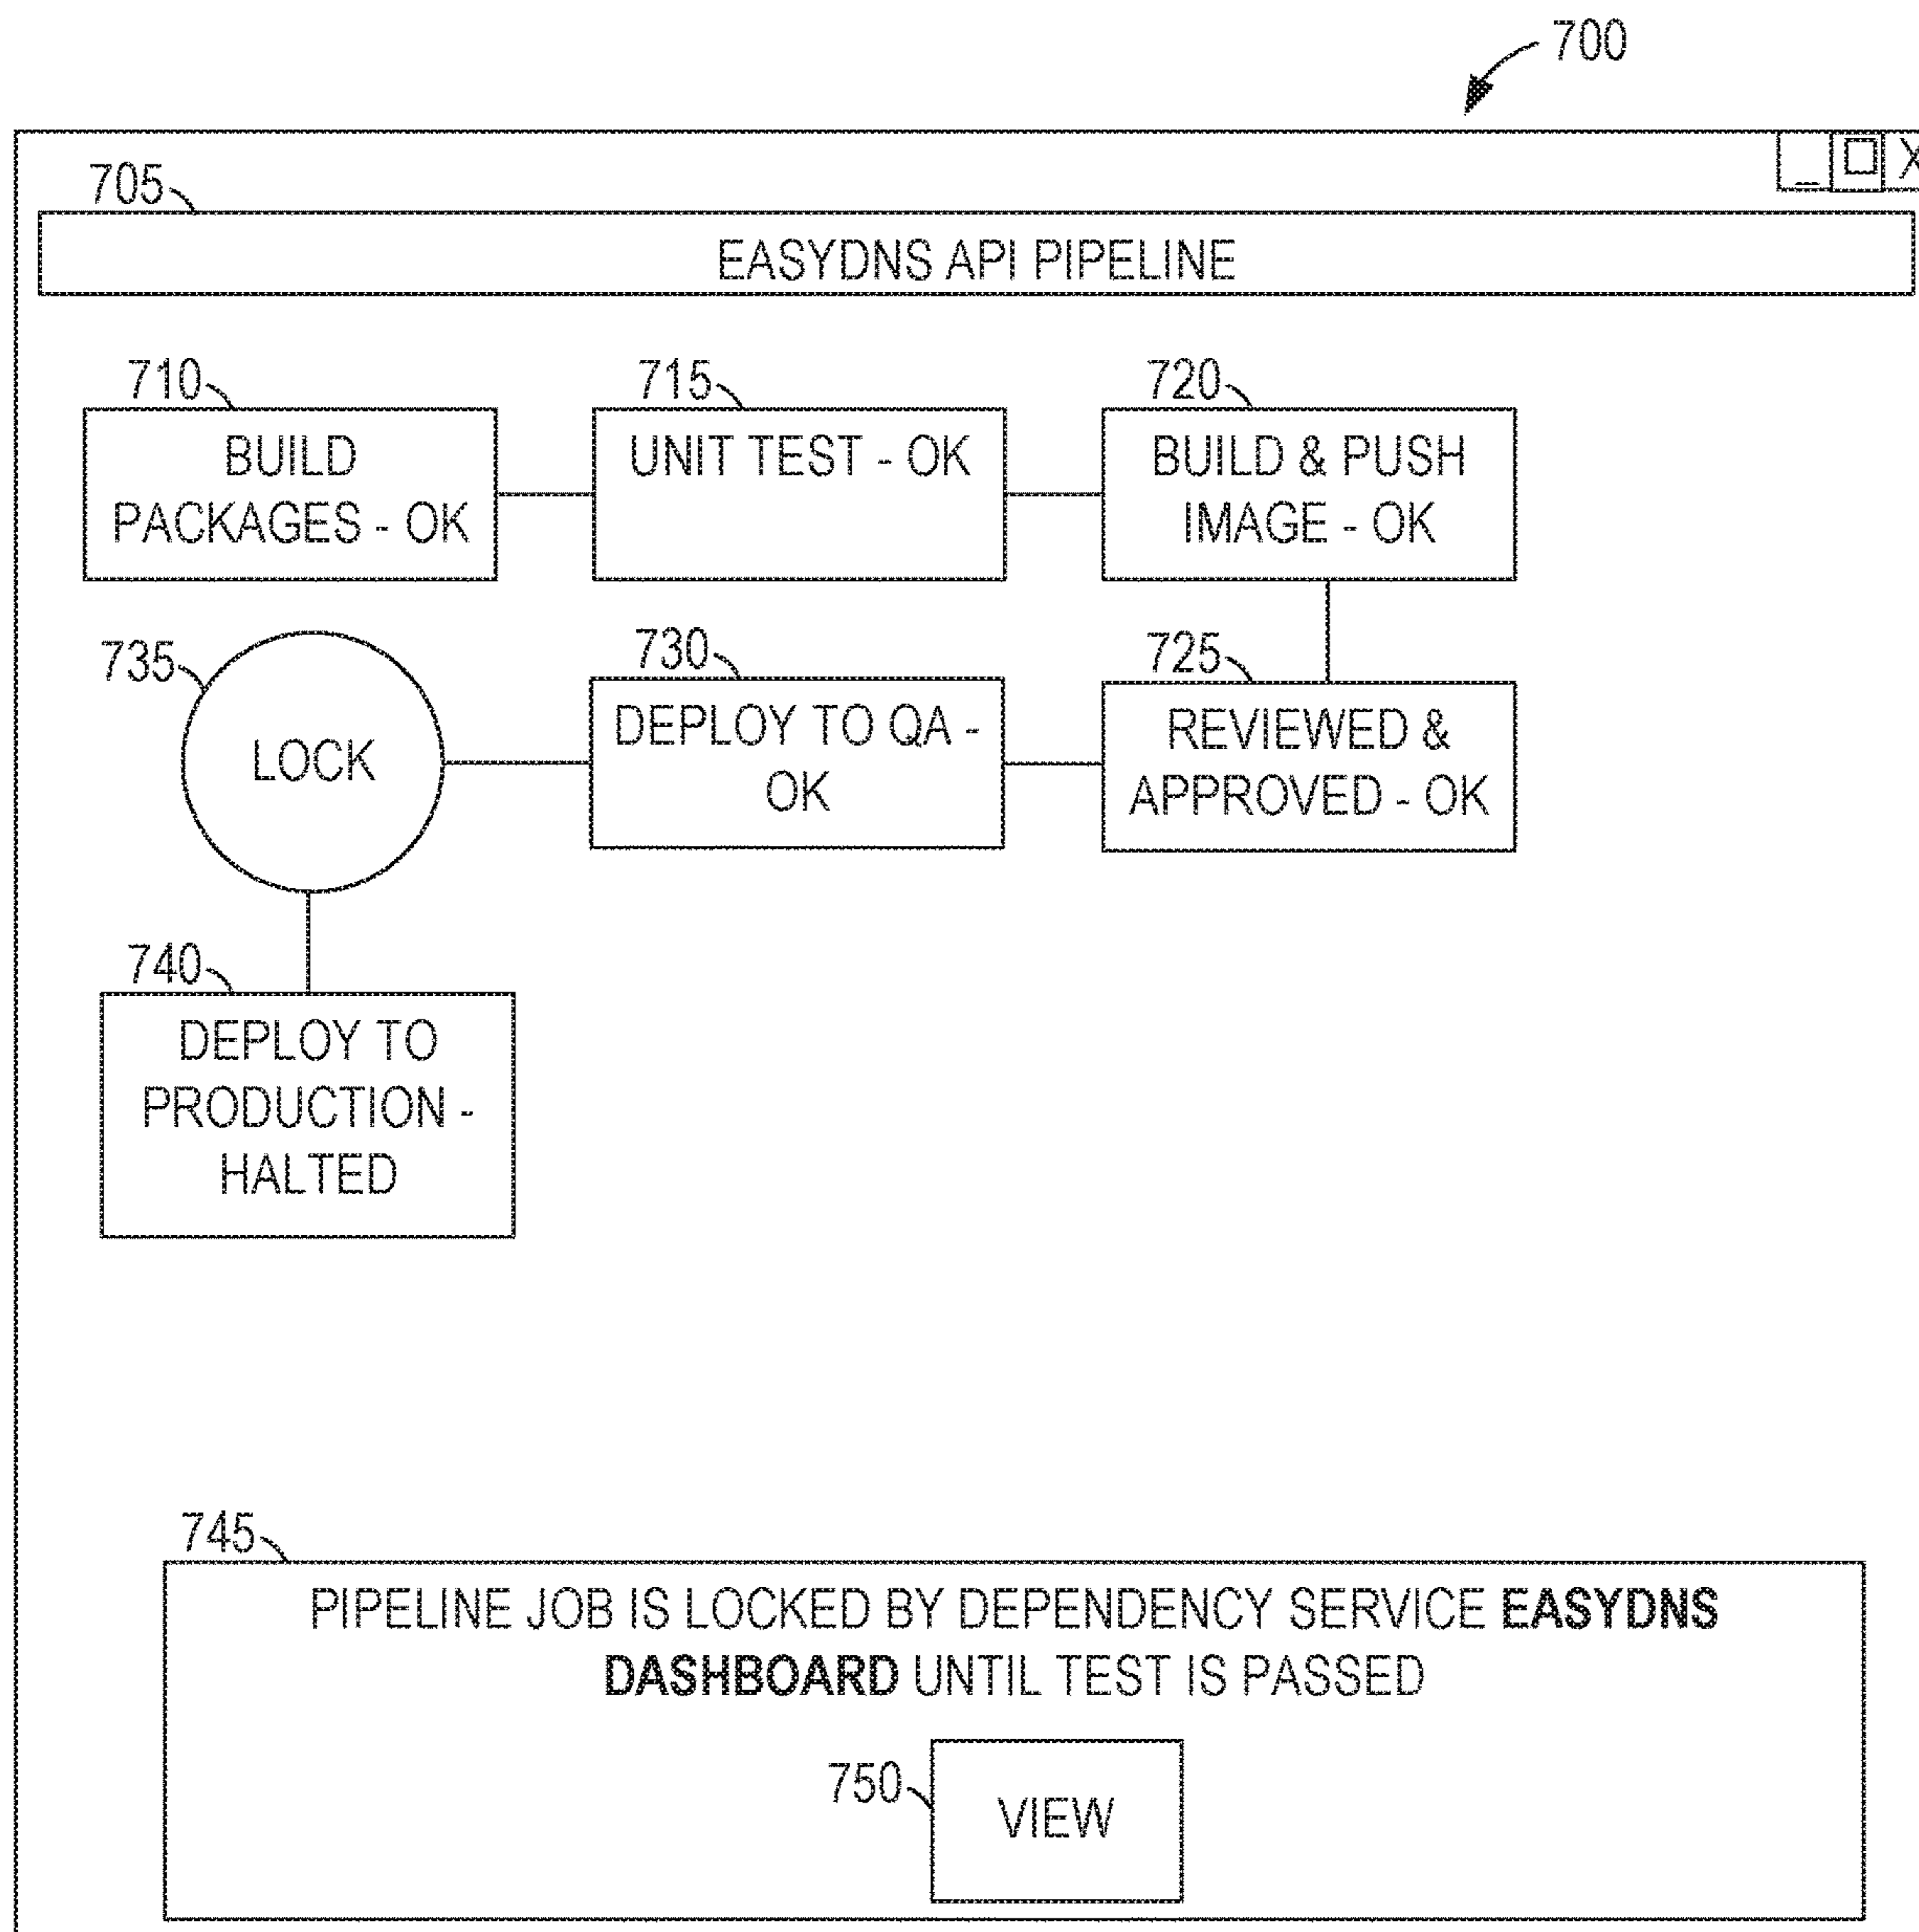 700
_ X
705
EASYDNS API PIPELINE
710
BUILD
PACKAGES - OK
715
UNIT TEST - OK
720
BUILD & PUSH
IMAGE - OK
725
REVIEWED &
APPROVED - OK
730
DEPLOY TO QA -
OK
735
LOCK
740
DEPLOY TO
PRODUCTION -
HALTED
745
PIPELINE JOB IS LOCKED BY DEPENDENCY SERVICE EASYDNS
DASHBOARD UNTIL TEST IS PASSED
750
VIEW